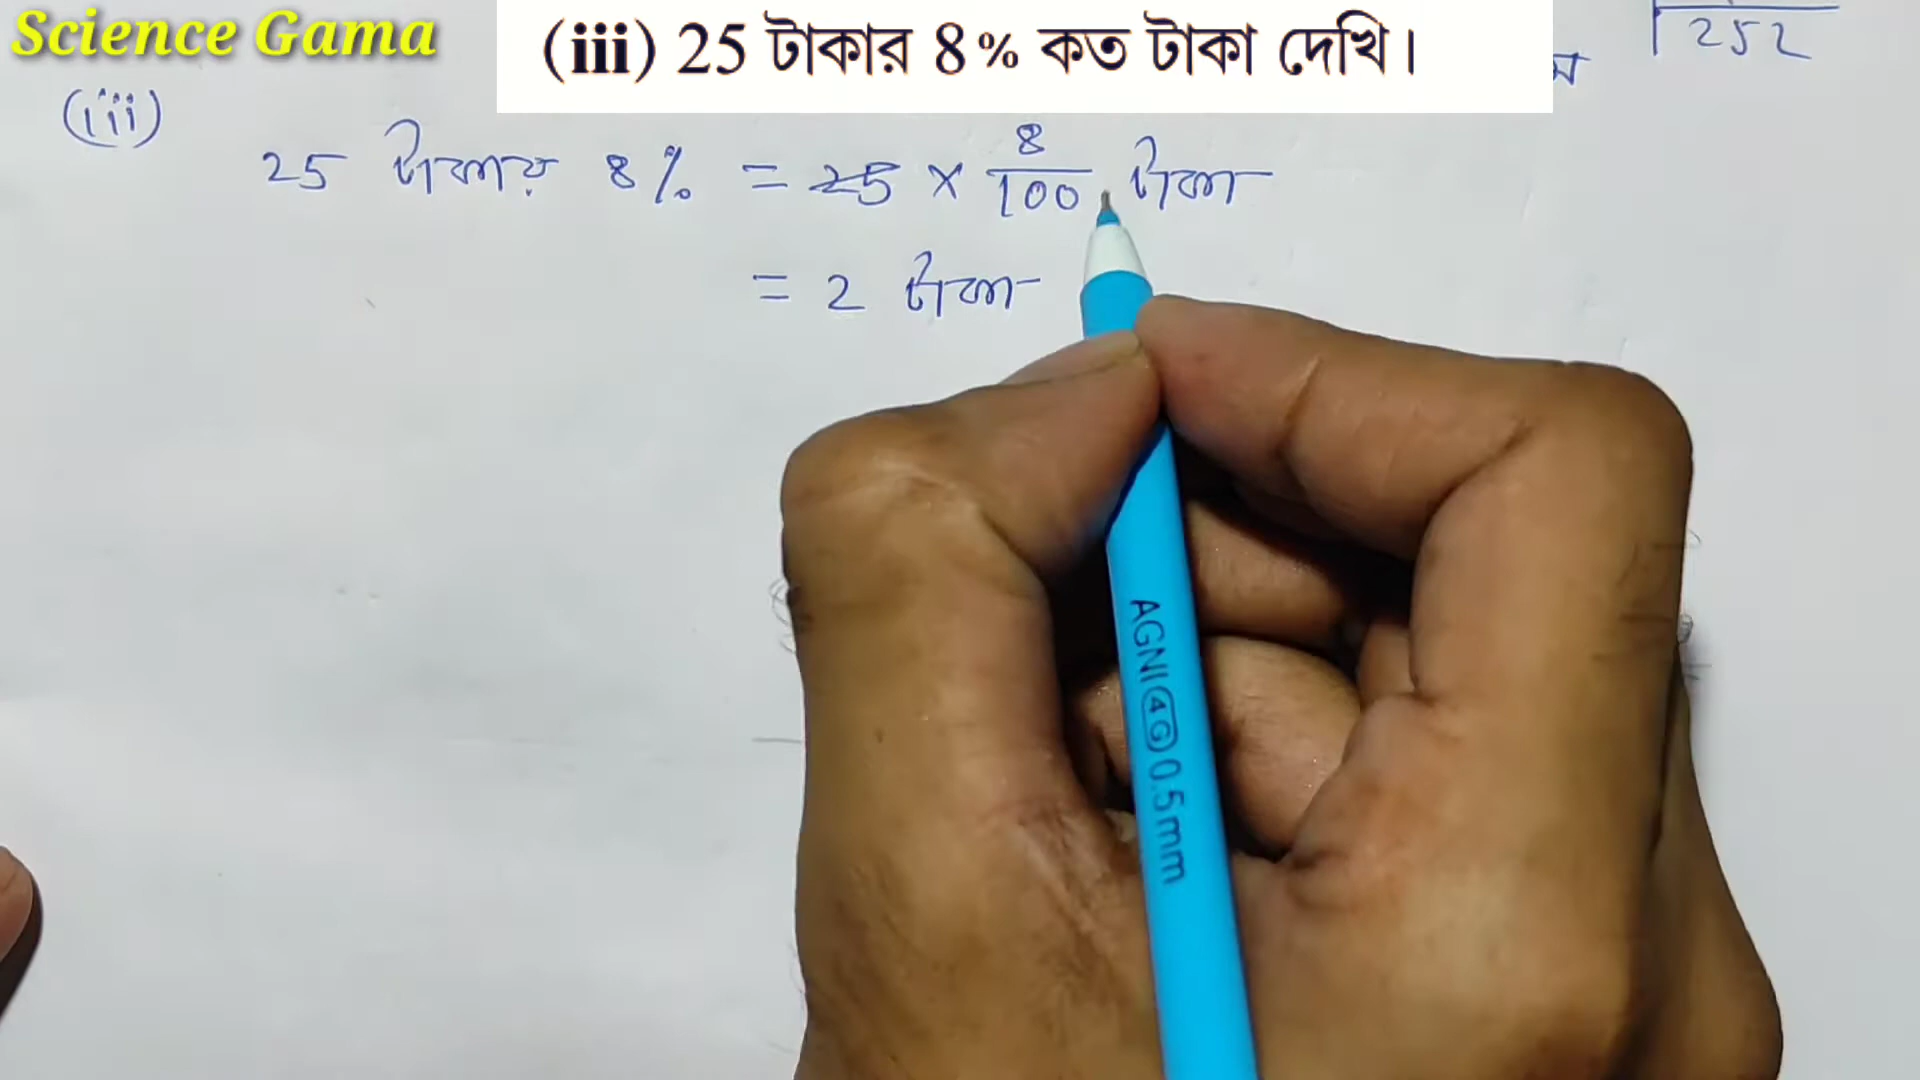 Science Gama
(iii) 25 টাকার 8% কত টাকা দেখি।
252
(iii)
25 টাকার 8% = 25 × 8/100 টাকা
= 2 টাকা
AGNI 4G 0.5mm